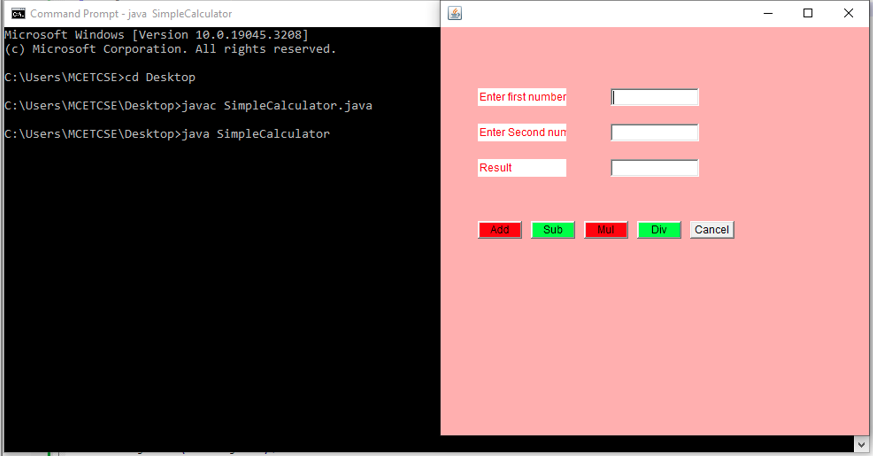 Command Prompt - java  SimpleCalculator
Microsoft Windows [Version 10.0.19045.3208]
(c) Microsoft Corporation. All rights reserved.
C:\Users\MCETCSE>cd Desktop
C:\Users\MCETCSE\Desktop>javac SimpleCalculator.java
C:\Users\MCETCSE\Desktop>java SimpleCalculator
Enter first number
Enter Second num
Result
Add Sub Mul Div Cancel